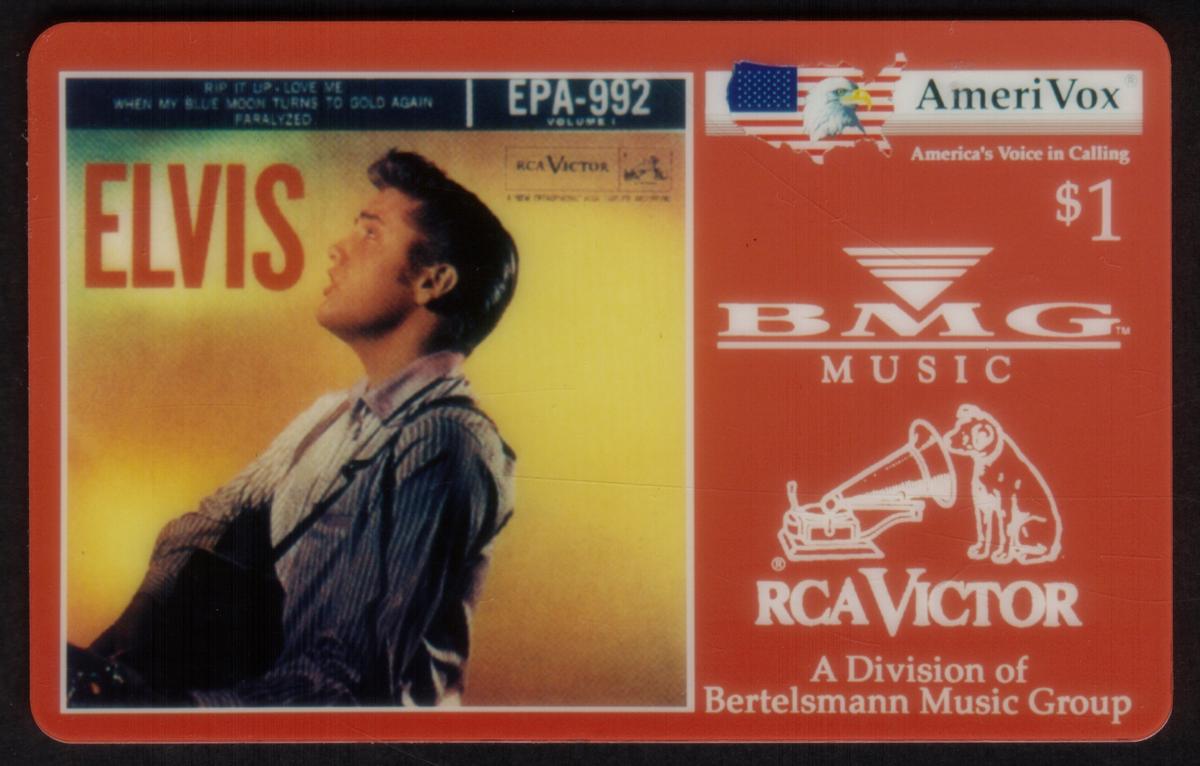 RIP IT UP - LOVE ME
WHEN MY BLUE MOON TURNS TO GOLD AGAIN
PARALYZED
EPA-992
VOLUME I
ELVIS
RCA VICTOR
AmeriVox®
America's Voice in Calling
$1
BMG™
MUSIC
®
RCA VICTOR
A Division of
Bertelsmann Music Group